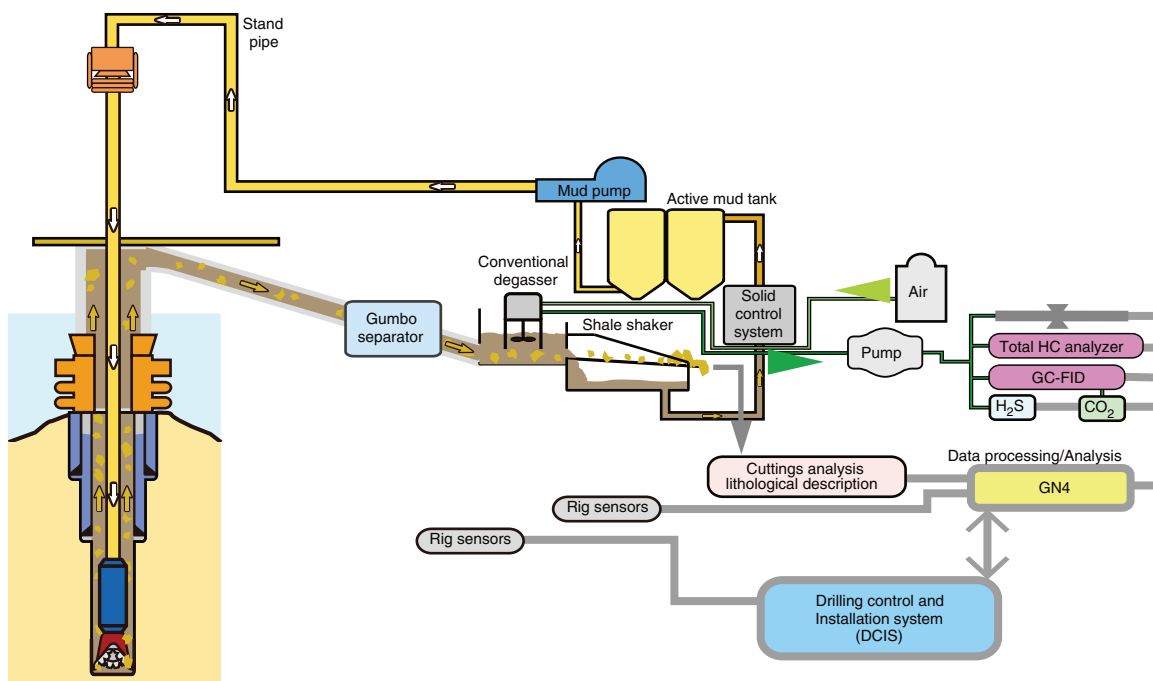 Stand
pipe
Mud pump
Active mud tank
Conventional
degasser
Gumbo
separator
Shale shaker
Solid
control
system
Air
Pump
Total HC analyzer
GC-FID
H2S
CO2
Cuttings analysis
lithological description
Data processing/Analysis
GN4
Rig sensors
Rig sensors
Drilling control and
Installation system
(DCIS)